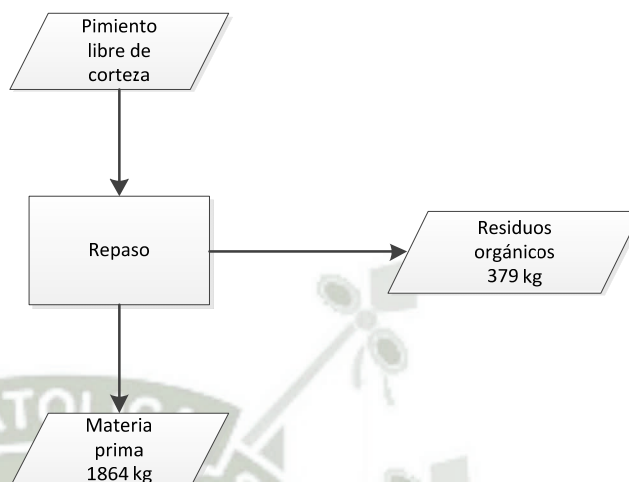 Pimiento
libre de
corteza
Repaso
Residuos
orgánicos
379 kg
Materia
prima
1864 kg